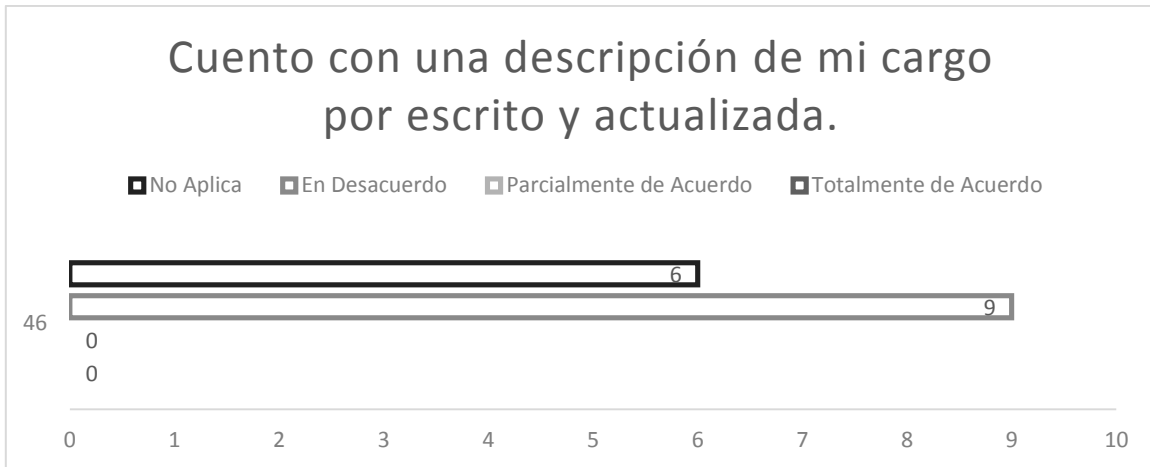 Cuento con una descripción de mi cargo
por escrito y actualizada.
No Aplica En Desacuerdo Parcialmente de Acuerdo Totalmente de Acuerdo
6
9
46
0
0
0 1 2 3 4 5 6 7 8 9 10